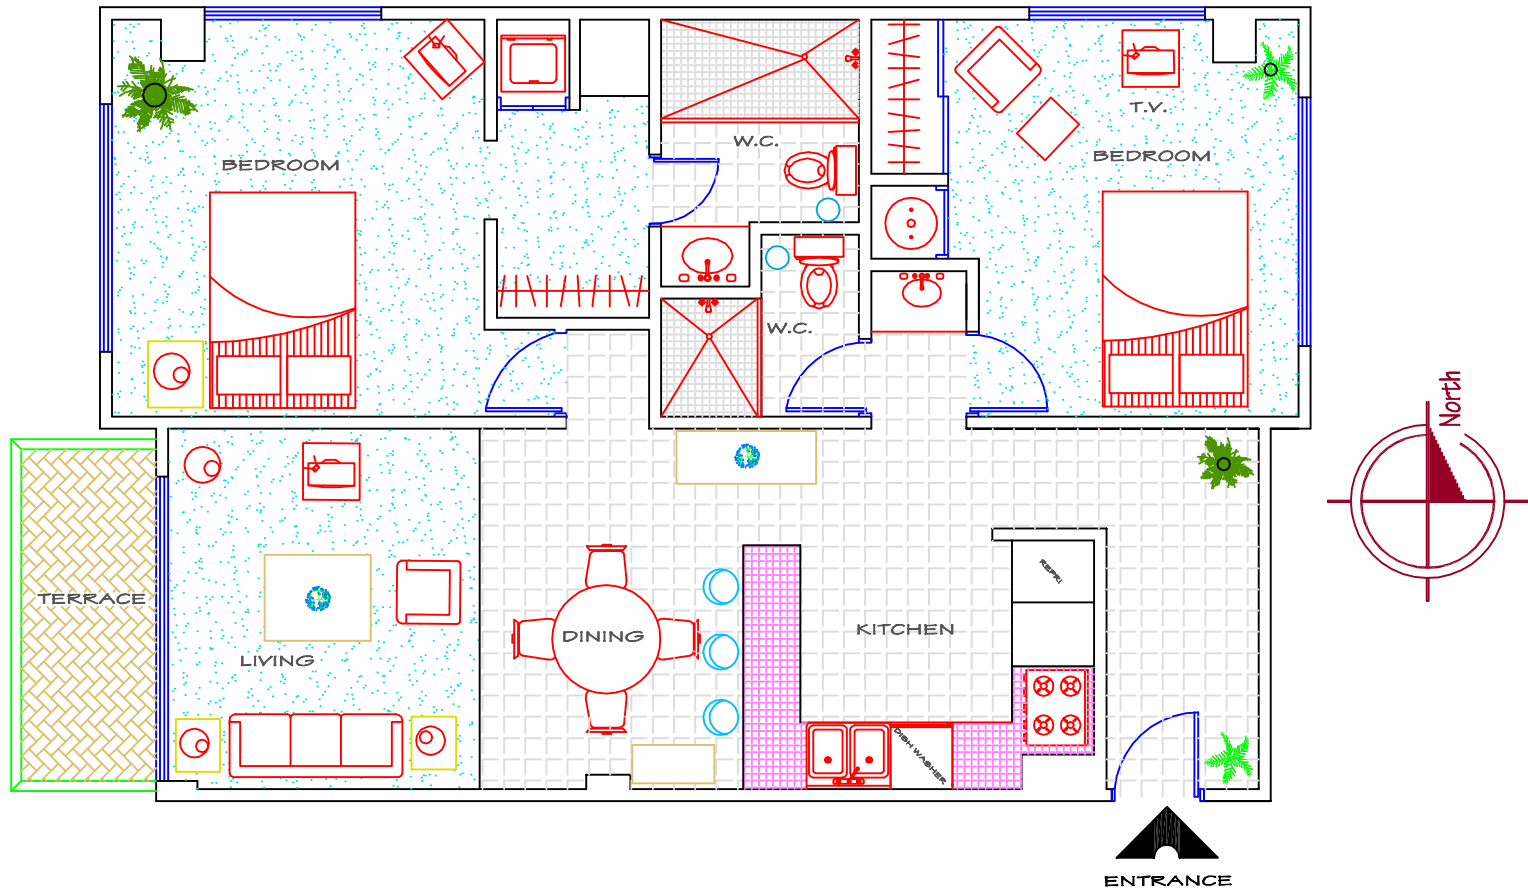 W.C.
T.V.
BEDROOM
BEDROOM
W.C.
North
REFRI
TERRACE
DINING
KITCHEN
LIVING
DISH WASHER
ENTRANCE